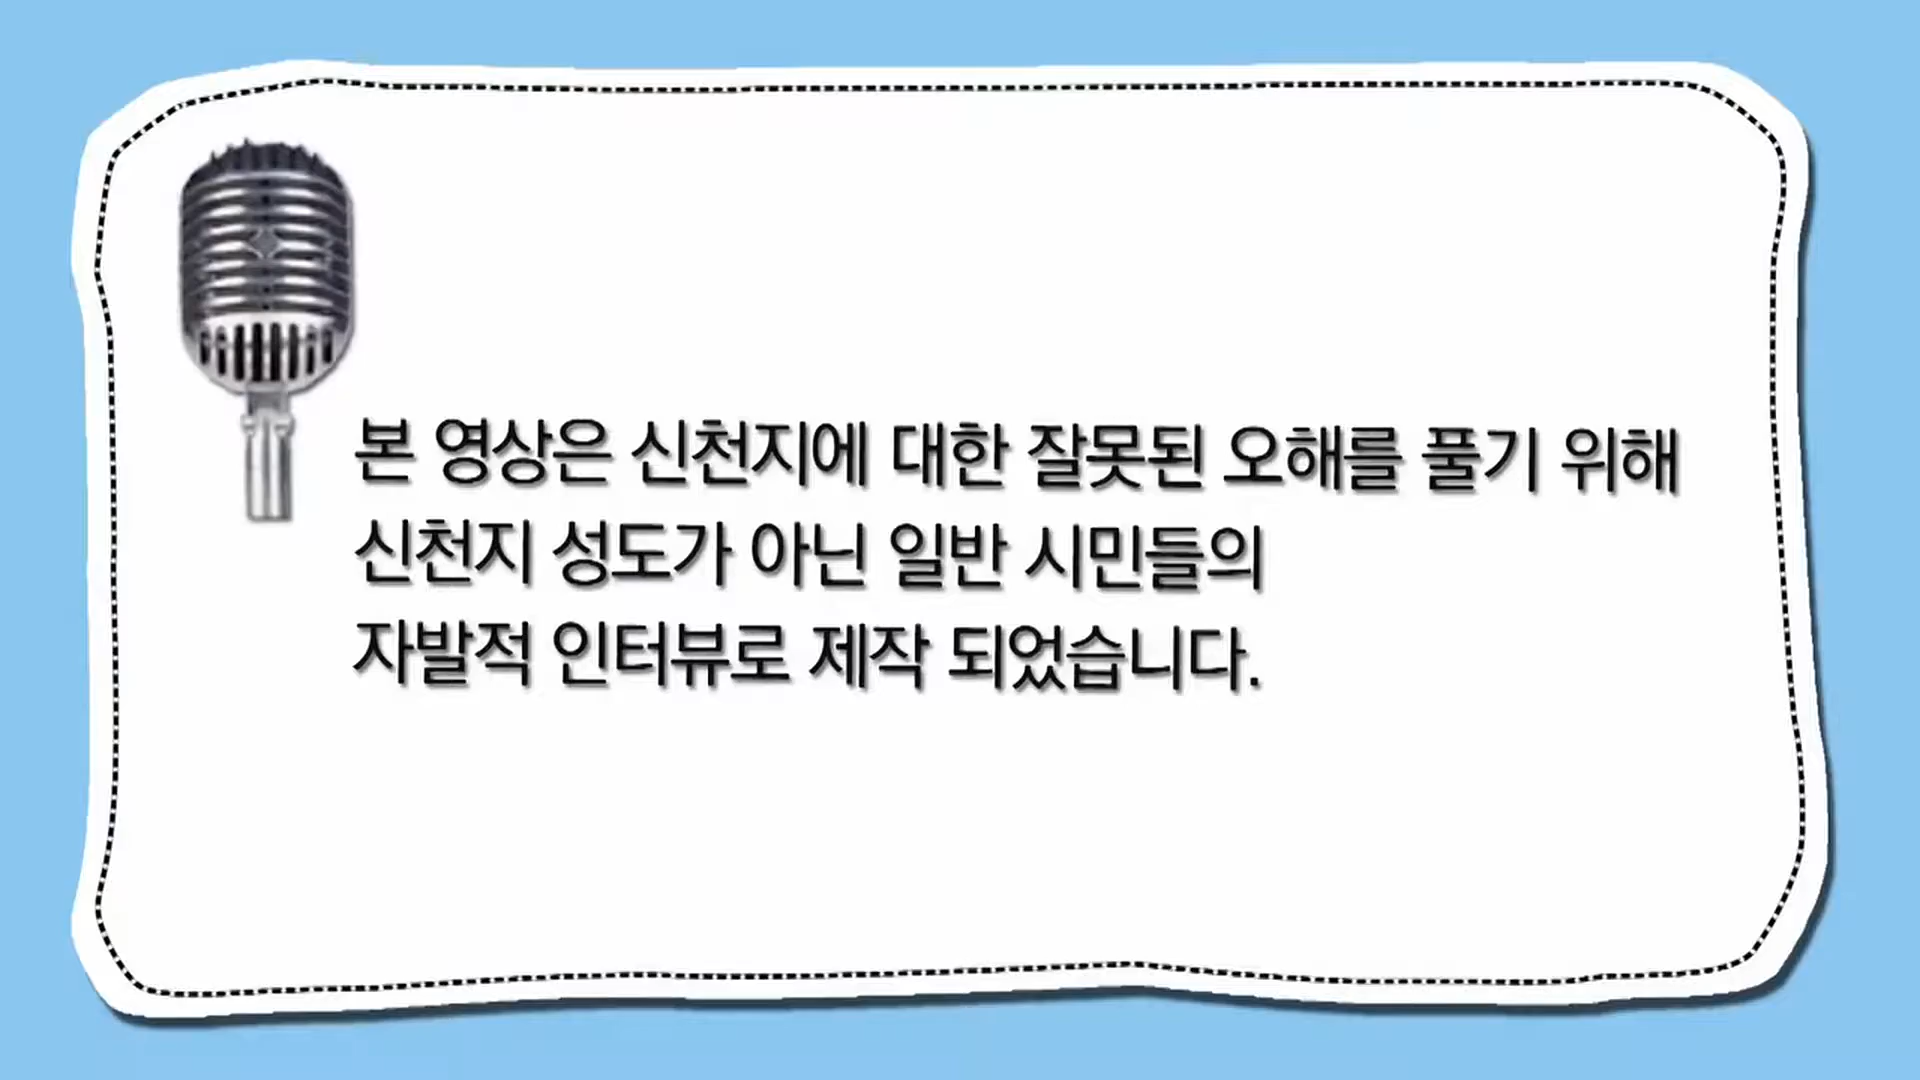 본 영상은 신천지에 대한 잘못된 오해를 풀기 위해
신천지 성도가 아닌 일반 시민들의
자발적 인터뷰로 제작 되었습니다.